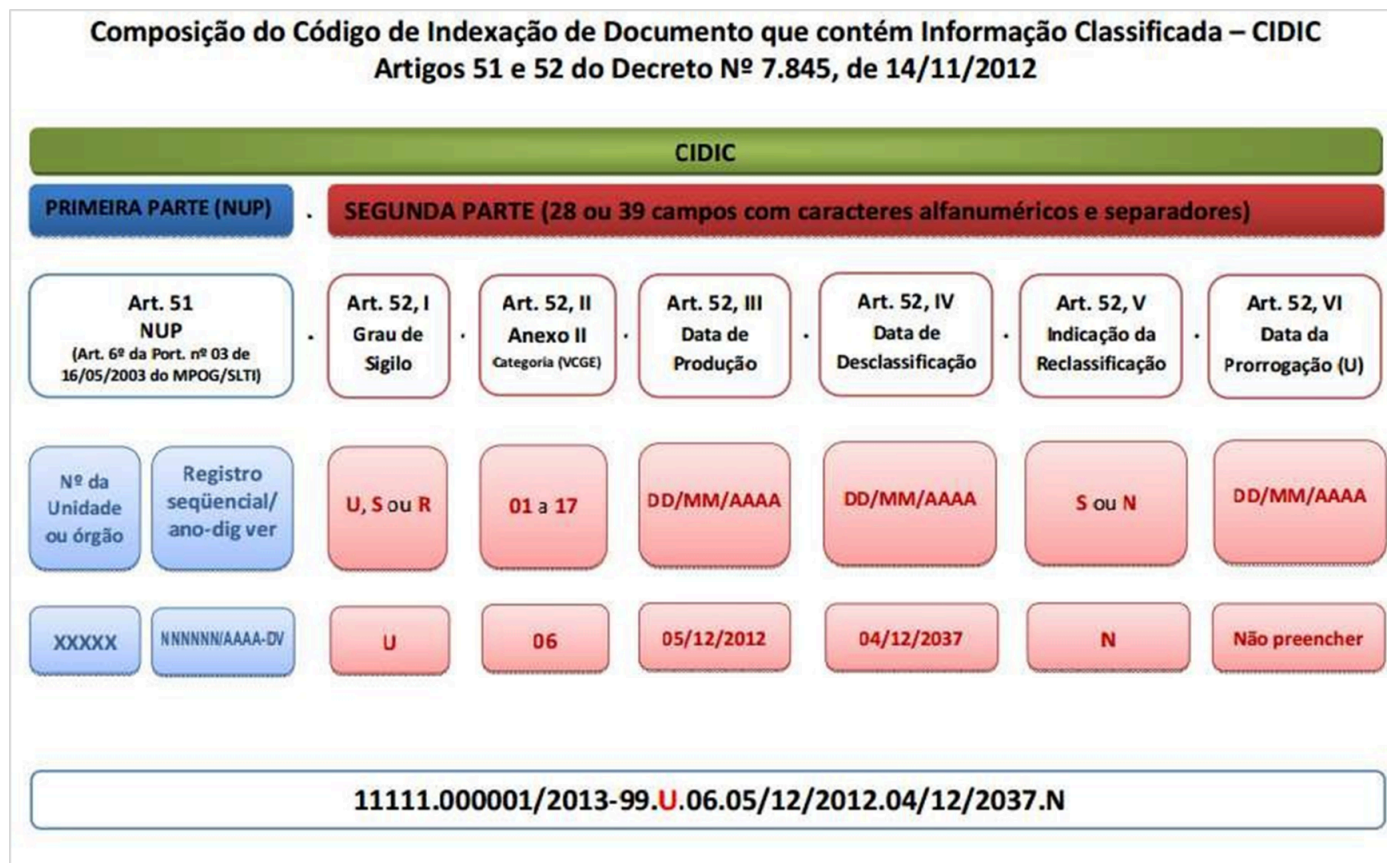 Composição do Código de Indexação de Documento que contém Informação Classificada – CIDIC
Artigos 51 e 52 do Decreto Nº 7.845, de 14/11/2012
CIDIC
PRIMEIRA PARTE (NUP) . SEGUNDA PARTE (28 ou 39 campos com caracteres alfanuméricos e separadores)
Art. 51
NUP
(Art. 6º da Port. nº 03 de
16/05/2003 do MPOG/SLTI)
.
Art. 52, I
Grau de
Sigilo
.
Art. 52, II
Anexo II
Categoria (VCGE)
.
Art. 52, III
Data de
Produção
.
Art. 52, IV
Data de
Desclassificação
.
Art. 52, V
Indicação da
Reclassificação
.
Art. 52, VI
Data da
Prorrogação (U)
Nº da
Unidade
ou órgão
Registro
seqüencial/
ano-dig ver
U, S ou R
01 a 17
DD/MM/AAAA
DD/MM/AAAA
S ou N
DD/MM/AAAA
XXXXX
NNNNNN/AAAA-DV
U
06
05/12/2012
04/12/2037
N
Não preencher
11111.000001/2013-99.U.06.05/12/2012.04/12/2037.N